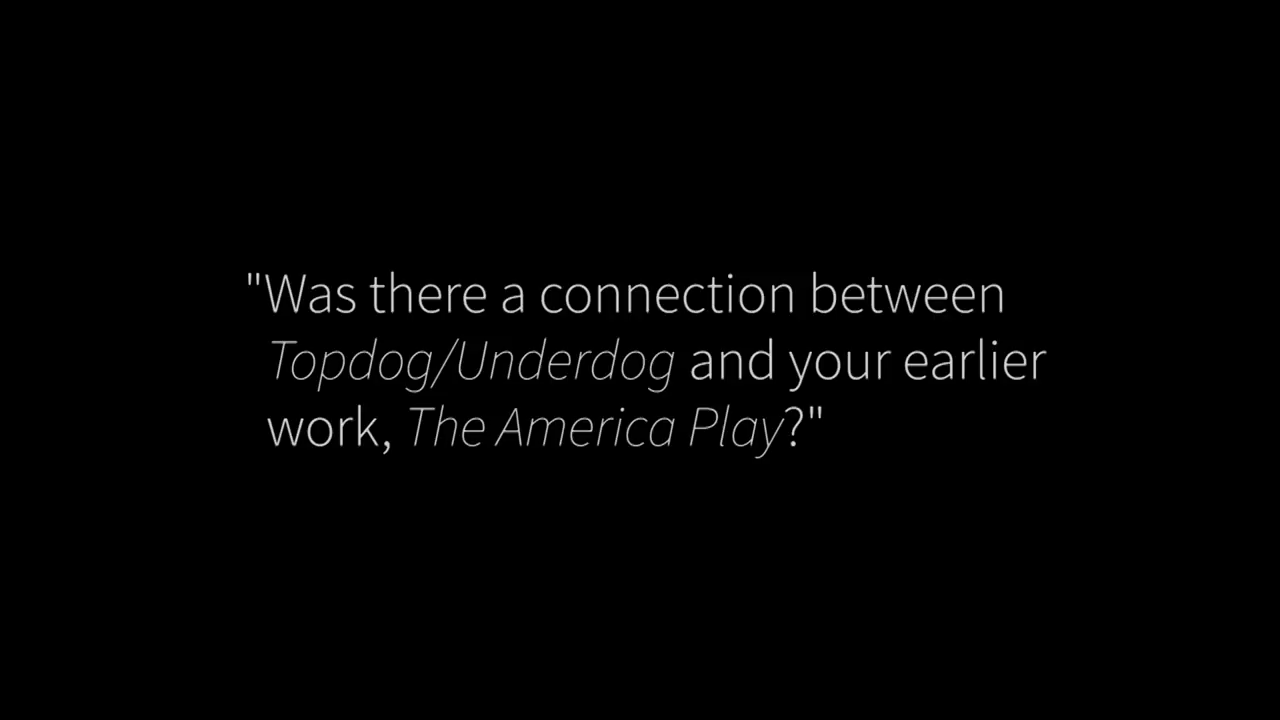 "Was there a connection between
Topdog/Underdog and your earlier
work, The America Play?"